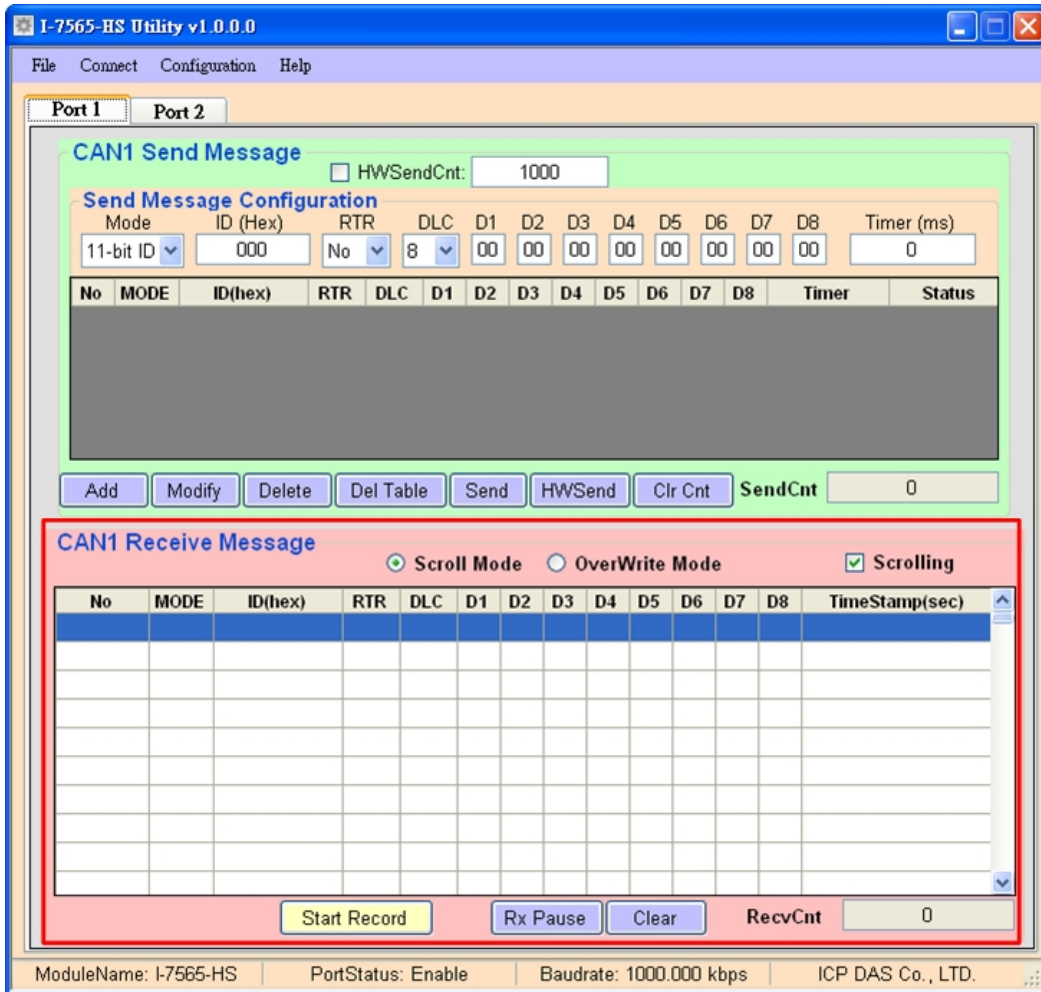 I-7565-HS Utility v1.0.0.0
File Connect Configuration Help
Port 1 Port 2
CAN1 Send Message
HWSendCnt: 1000
Send Message Configuration
Mode ID (Hex) RTR DLC D1 D2 D3 D4 D5 D6 D7 D8 Timer (ms)
11-bit ID 000 No 8 00 00 00 00 00 00 00 00 0
No MODE ID(hex) RTR DLC D1 D2 D3 D4 D5 D6 D7 D8 Timer Status
Add Modify Delete Del Table Send HWSend Clr Cnt SendCnt 0
CAN1 Receive Message
Scroll Mode OverWrite Mode Scrolling
No MODE ID(hex) RTR DLC D1 D2 D3 D4 D5 D6 D7 D8 TimeStamp(sec)
Start Record Rx Pause Clear RecvCnt 0
ModuleName: I-7565-HS PortStatus: Enable Baudrate: 1000.000 kbps ICP DAS Co., LTD.